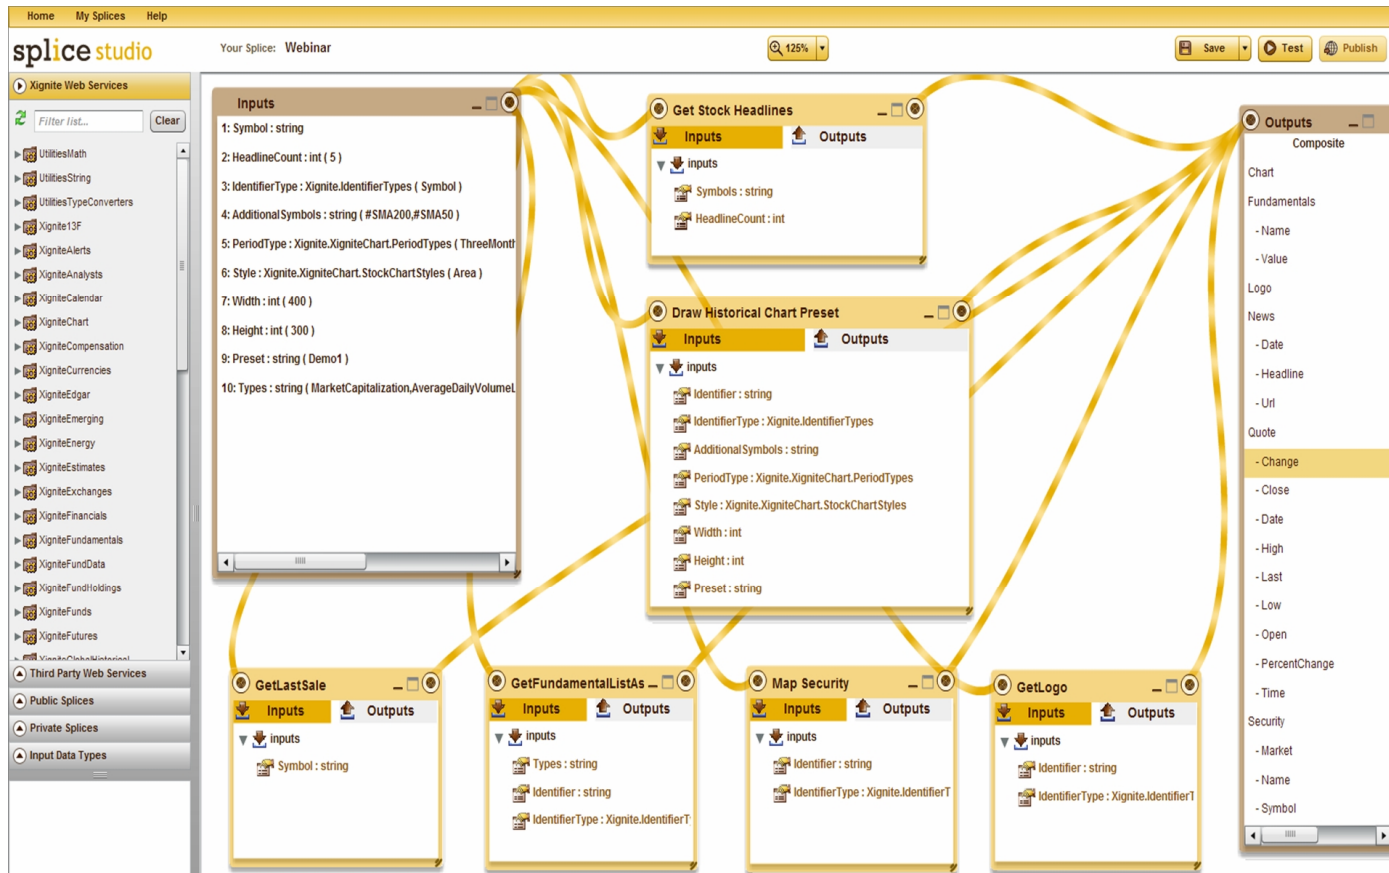 Home My Splices Help
splice studio
Your Splice: Webinar
125%
Save
Test
Publish
Xignite Web Services
Filter list...
Clear
UtilitiesMath
UtilitiesString
UtilitiesTypeConverters
Xignite13F
XigniteAlerts
XigniteAnalysts
XigniteCalendar
XigniteChart
XigniteCompensation
XigniteCurrencies
XigniteEdgar
XigniteEmerging
XigniteEnergy
XigniteEstimates
XigniteExchanges
XigniteFinancials
XigniteFundamentals
XigniteFundData
XigniteFundHoldings
XigniteFunds
XigniteFutures
XigniteGlobalHistorical
Third Party Web Services
Public Splices
Private Splices
Input Data Types
Inputs
1: Symbol : string
2: HeadlineCount : int ( 5 )
3: IdentifierType : Xignite.IdentifierTypes ( Symbol )
4: AdditionalSymbols : string ( #SMA200,#SMA50 )
5: PeriodType : Xignite.XigniteChart.PeriodTypes ( ThreeMonth
6: Style : Xignite.XigniteChart.StockChartStyles ( Area )
7: Width : int ( 400 )
8: Height : int ( 300 )
9: Preset : string ( Demo1 )
10: Types : string ( MarketCapitalization,AverageDailyVolumeL
Get Stock Headlines
Inputs Outputs
inputs
Symbols : string
HeadlineCount : int
Draw Historical Chart Preset
Inputs Outputs
inputs
Identifier : string
IdentifierType : Xignite.IdentifierTypes
AdditionalSymbols : string
PeriodType : Xignite.XigniteChart.PeriodTypes
Style : Xignite.XigniteChart.StockChartStyles
Width : int
Height : int
Preset : string
GetLastSale
Inputs Outputs
inputs
Symbol : string
GetFundamentalListAs
Inputs Outputs
inputs
Types : string
Identifier : string
IdentifierType : Xignite.IdentifierT
Map Security
Inputs Outputs
inputs
Identifier : string
IdentifierType : Xignite.IdentifierT
GetLogo
Inputs Outputs
inputs
Identifier : string
IdentifierType : Xignite.IdentifierT
Outputs
Composite
Chart
Fundamentals
- Name
- Value
Logo
News
- Date
- Headline
- Url
Quote
- Change
- Close
- Date
- High
- Last
- Low
- Open
- PercentChange
- Time
Security
- Market
- Name
- Symbol